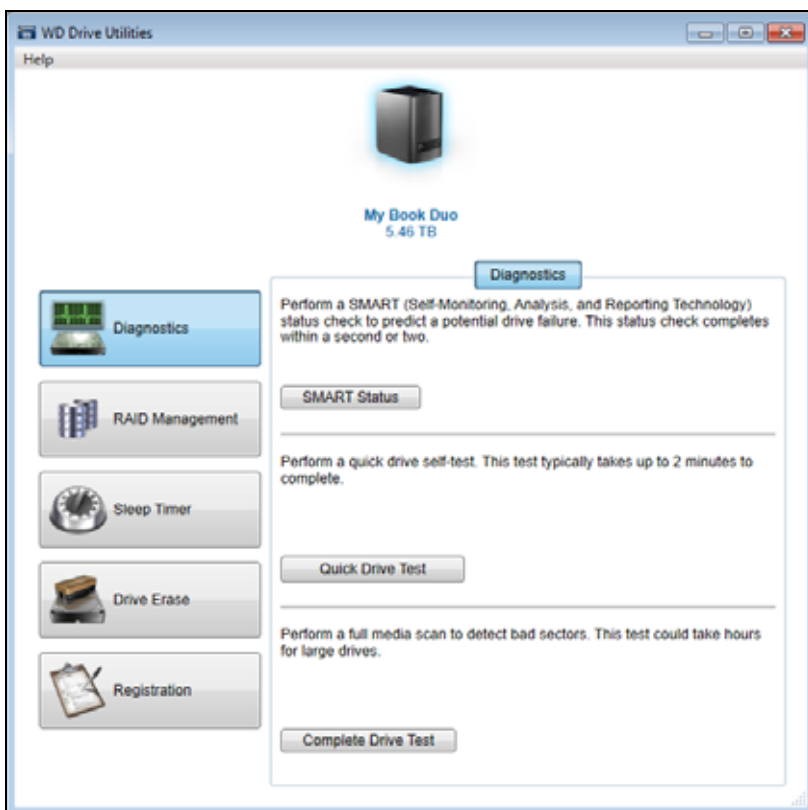 WD Drive Utilities
Help
My Book Duo
5.46 TB
Diagnostics
RAID Management
Sleep Timer
Drive Erase
Registration
Diagnostics
Perform a SMART (Self-Monitoring, Analysis, and Reporting Technology)
status check to predict a potential drive failure. This status check completes
within a second or two.
SMART Status
Perform a quick drive self-test. This test typically takes up to 2 minutes to
complete.
Quick Drive Test
Perform a full media scan to detect bad sectors. This test could take hours
for large drives.
Complete Drive Test